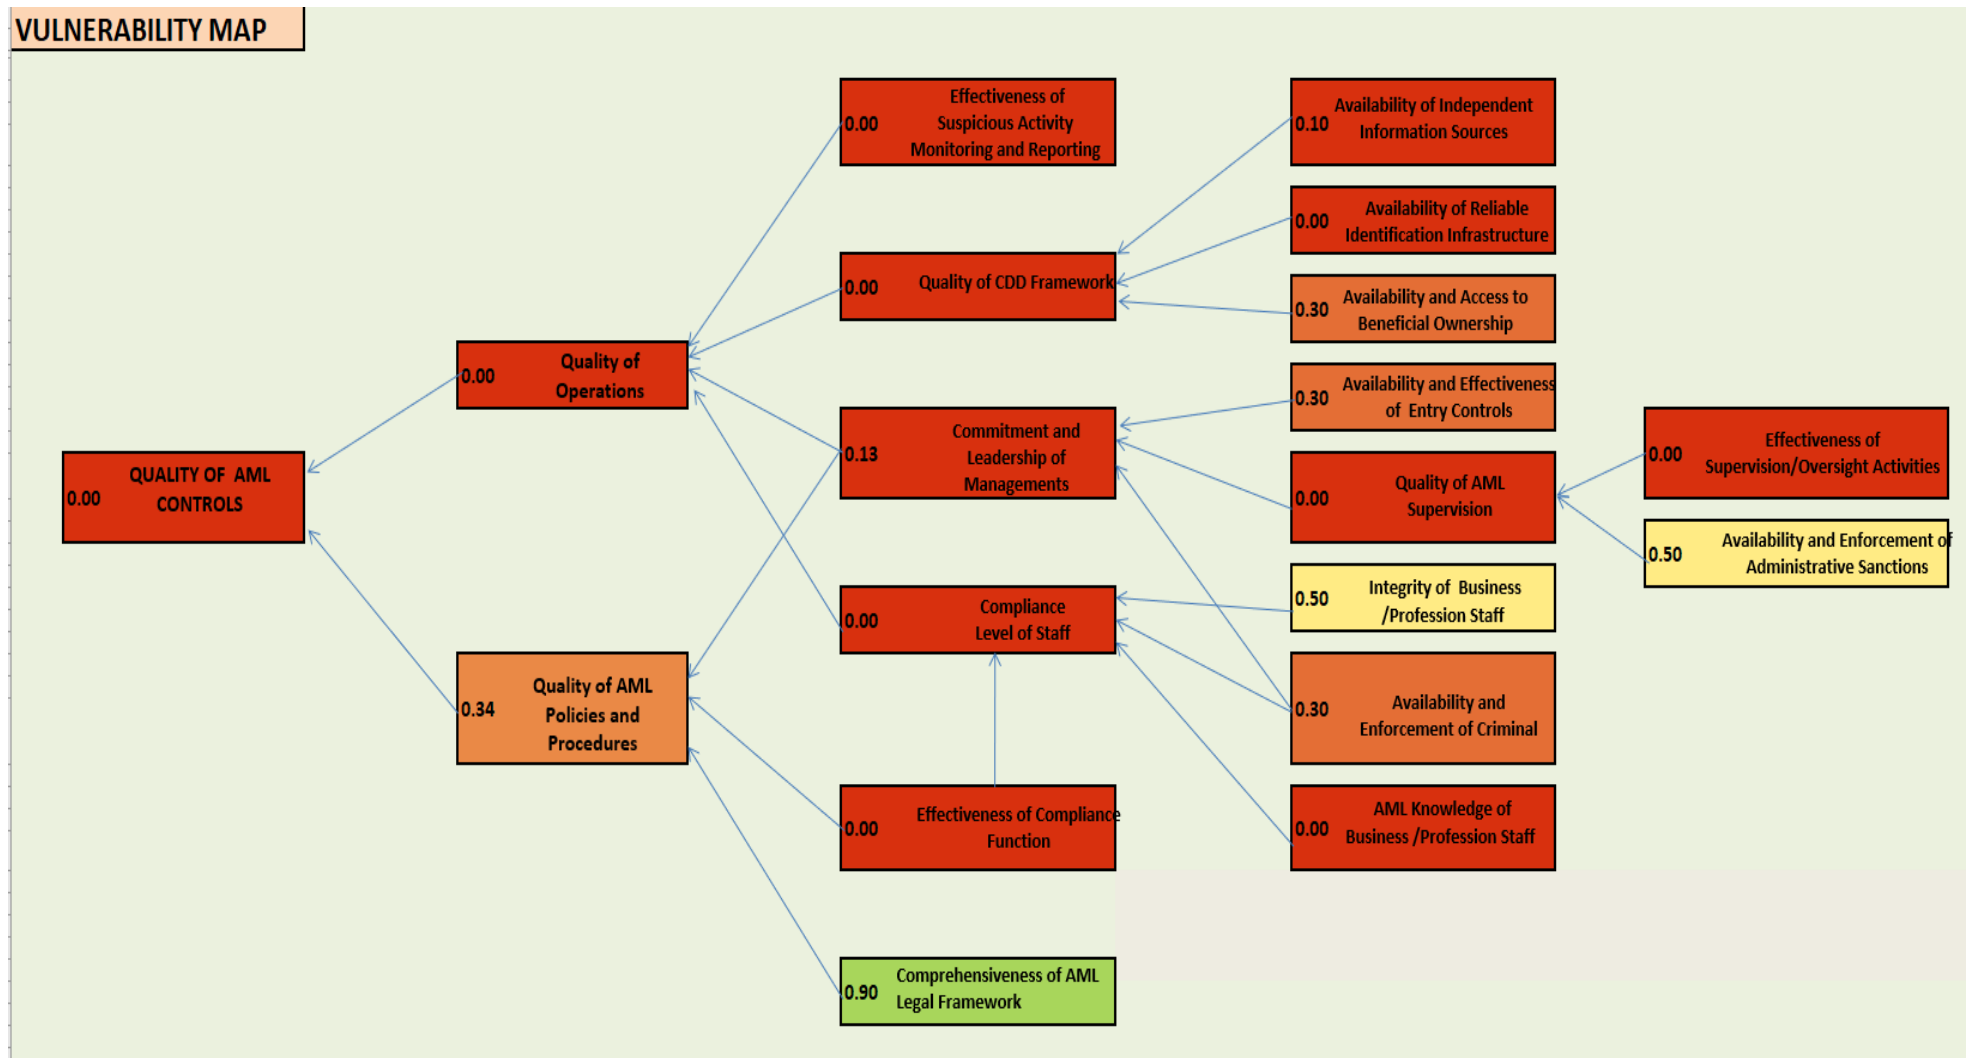 VULNERABILITY MAP
QUALITY OF AML
CONTROLS
0.00
Quality of
Operations
0.00
Quality of AML
Policies and
Procedures
0.34
Effectiveness of
Suspicious Activity
Monitoring and Reporting
0.00
Quality of CDD Framework
0.00
Commitment and
Leadership of
Managements
0.13
Compliance
Level of Staff
0.00
Effectiveness of Compliance
Function
0.00
Comprehensiveness of AML
Legal Framework
0.90
Availability of Independent
Information Sources
0.10
Availability of Reliable
Identification Infrastructure
0.00
Availability and Access to
Beneficial Ownership
0.30
Availability and Effectiveness
of Entry Controls
0.30
Quality of AML
Supervision
0.00
Integrity of Business
/Profession Staff
0.50
Availability and
Enforcement of Criminal
0.30
AML Knowledge of
Business /Profession Staff
0.00
Effectiveness of
Supervision/Oversight Activities
0.00
Availability and Enforcement of
Administrative Sanctions
0.50